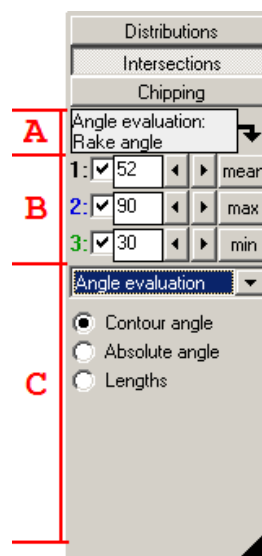 Distributions
Intersections
Chipping
A
Angle evaluation:
Rake angle
1: 52 mean
B
2: 90 max
3: 30 min
Angle evaluation
Contour angle
Absolute angle
C
Lengths